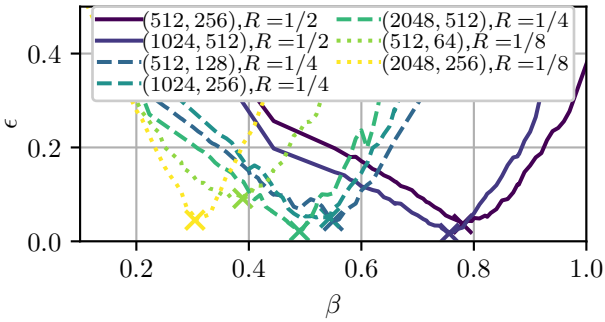 (512, 256), R = 1/2
(1024, 512), R = 1/2
(512, 128), R = 1/4
(1024, 256), R = 1/4
(2048, 512), R = 1/4
(512, 64), R = 1/8
(2048, 256), R = 1/8
ϵ
0.4
0.2
0.0
0.2 0.4 0.6 0.8 1.0
β